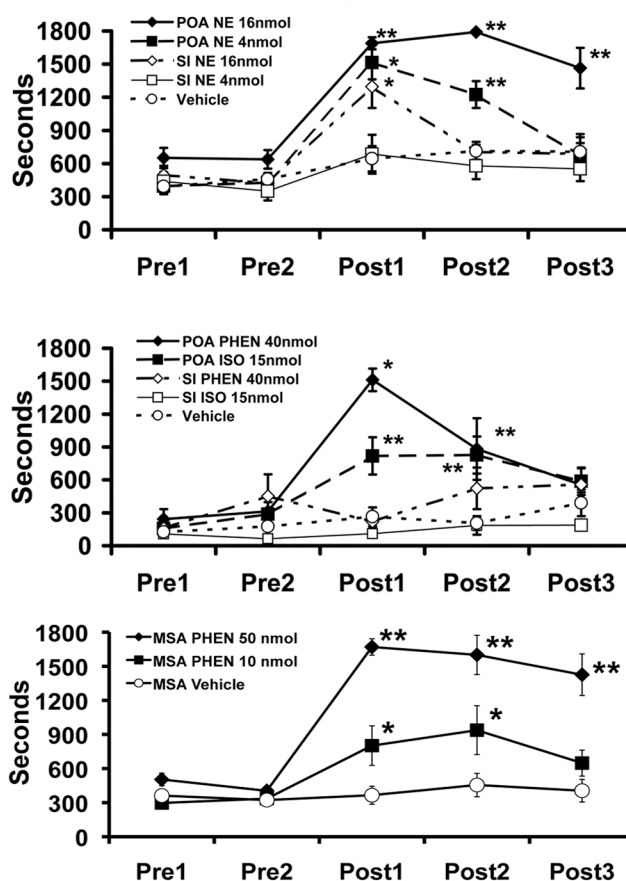 POA NE 16nmol
POA NE 4nmol
SI NE 16nmol
SI NE 4nmol
Vehicle
Seconds
1800
1500
1200
900
600
300
0
**
**
**
*
**
*
Pre1 Pre2 Post1 Post2 Post3
POA PHEN 40nmol
POA ISO 15nmol
SI PHEN 40nmol
SI ISO 15nmol
Vehicle
Seconds
1800
1500
1200
900
600
300
0
*
**
**
**
Pre1 Pre2 Post1 Post2 Post3
MSA PHEN 50 nmol
MSA PHEN 10 nmol
MSA Vehicle
Seconds
1800
1500
1200
900
600
300
0
**
**
**
*
*
Pre1 Pre2 Post1 Post2 Post3